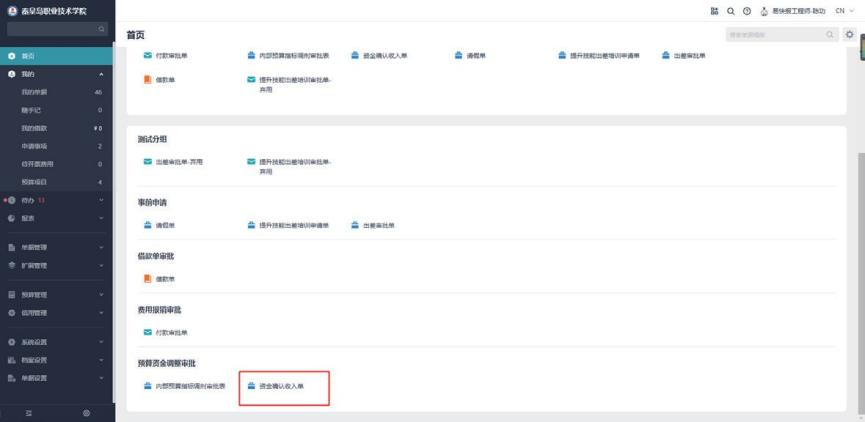 秦皇岛职业技术学院
易快报工程师-陆功 CN
首页
首页
我的
我的单据 46
随手记 0
我的借款 ¥0
申请事项 2
待开票费用 0
预算项目 4
待办 13
报表
单据管理
扩展管理
预算管理
信用管理
系统设置
档案设置
单据设置
付款审批单
内部预算指标调剂审批表
资金确认收入单
请假单
提升技能出差培训申请单
出差审批单
借款单
提升技能出差培训审批单-
弃用
测试分组
出差审批单-弃用
提升技能出差培训审批单-
弃用
事前申请
请假单
提升技能出差培训申请单
出差审批单
借款单审批
借款单
费用报销审批
付款审批单
预算资金调整审批
内部预算指标调剂审批表
资金确认收入单